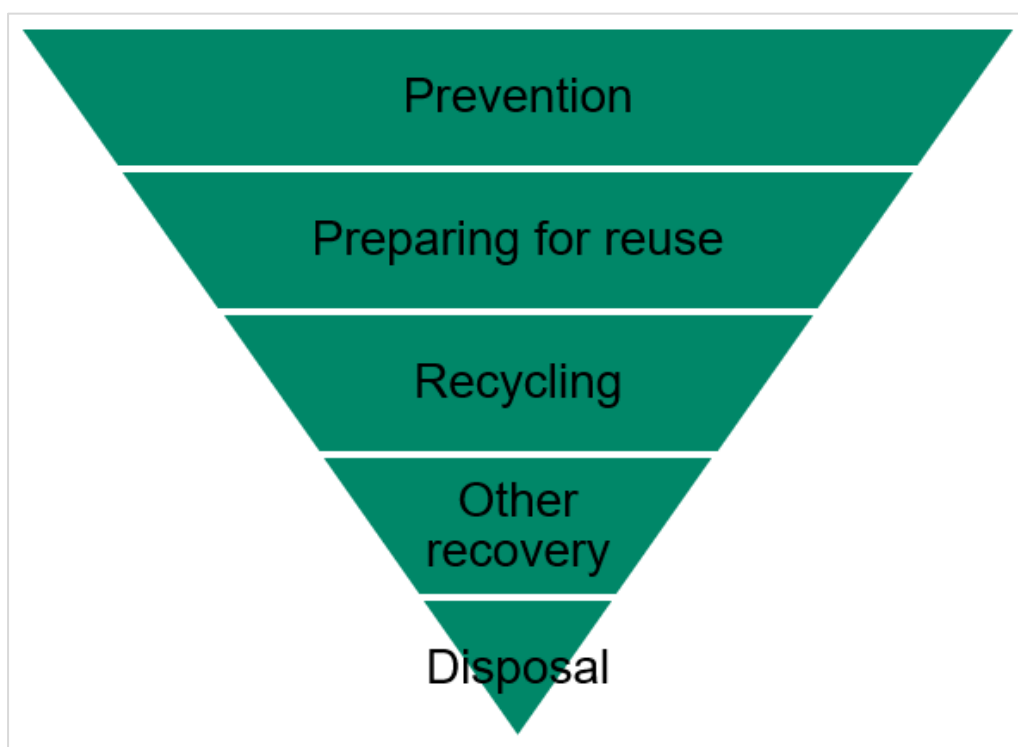 Prevention
Preparing for reuse
Recycling
Other
recovery
Disposal